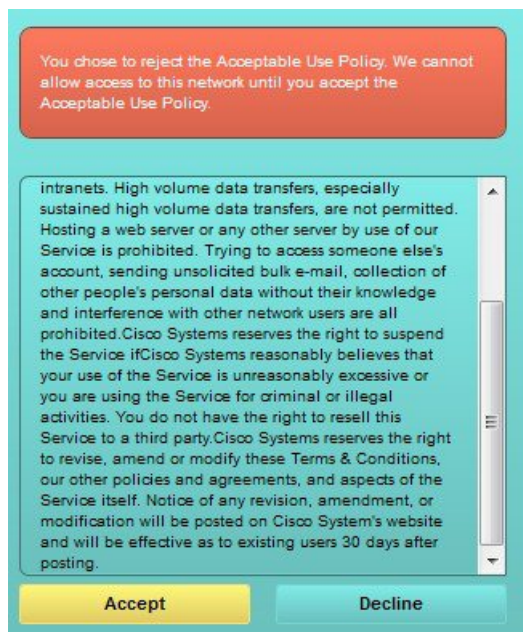 You chose to reject the Acceptable Use Policy. We cannot
allow access to this network until you accept the
Acceptable Use Policy.
intranets. High volume data transfers, especially
sustained high volume data transfers, are not permitted.
Hosting a web server or any other server by use of our
Service is prohibited. Trying to access someone else's
account, sending unsolicited bulk e-mail, collection of
other people's personal data without their knowledge
and interference with other network users are all
prohibited.Cisco Systems reserves the right to suspend
the Service ifCisco Systems reasonably believes that
your use of the Service is unreasonably excessive or
you are using the Service for criminal or illegal
activities. You do not have the right to resell this
Service to a third party.Cisco Systems reserves the right
to revise, amend or modify these Terms & Conditions,
our other policies and agreements, and aspects of the
Service itself. Notice of any revision, amendment, or
modification will be posted on Cisco System's website
and will be effective as to existing users 30 days after
posting.
Accept
Decline